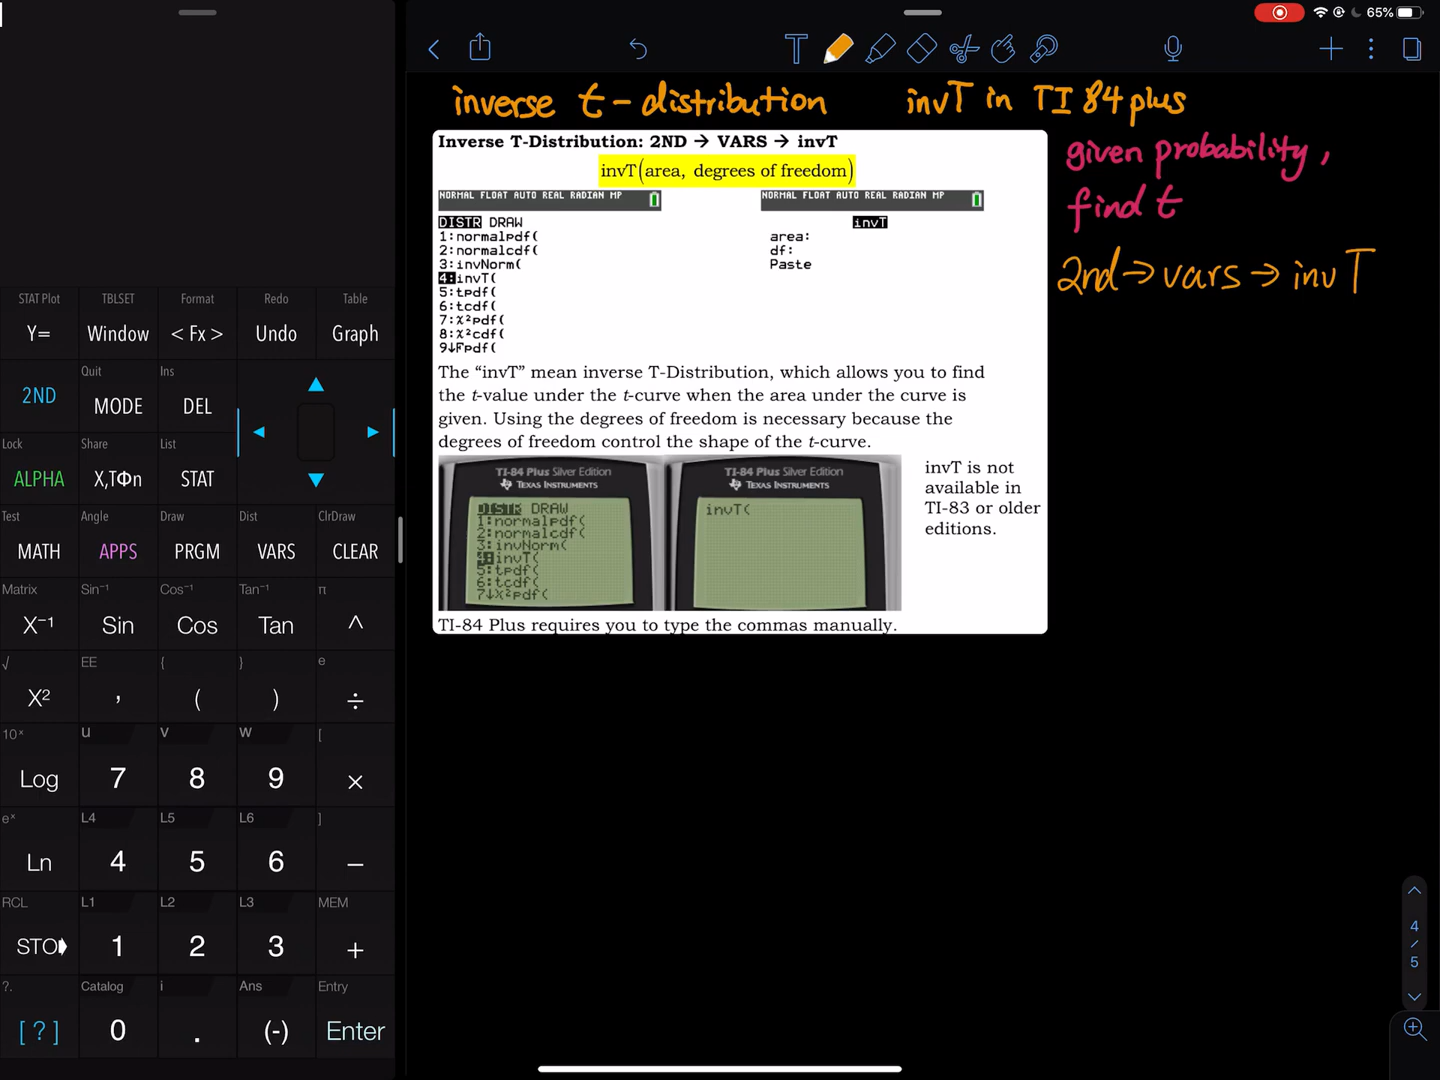 65%
inverse t-distribution
invT in TI 84 plus
Inverse T-Distribution: 2ND → VARS → invT
invT(area, degrees of freedom)
given probability,
find t
2nd → vars → inv T
NORMAL FLOAT AUTO REAL RADIAN MP
DISTR DRAW
1:normalpdf(
2:normalcdf(
3:invNorm(
4:invT(
5:tpdf(
6:tcdf(
7:χ²pdf(
8:χ²cdf(
9↓Fpdf(
NORMAL FLOAT AUTO REAL RADIAN MP
invT
area:
df:
Paste
The “invT” mean inverse T-Distribution, which allows you to find
the t-value under the t-curve when the area under the curve is
given. Using the degrees of freedom is necessary because the
degrees of freedom control the shape of the t-curve.
TI-84 Plus Silver Edition
TEXAS INSTRUMENTS
DISTR DRAW
1:normalpdf(
2:normalcdf(
3:invNorm(
4:invT(
5:tpdf(
6:tcdf(
7↓χ²pdf(
TI-84 Plus Silver Edition
TEXAS INSTRUMENTS
invT(
invT is not
available in
TI-83 or older
editions.
TI-84 Plus requires you to type the commas manually.
4
/
5
STAT Plot TBLSET Format Redo Table
Y= Window < Fx > Undo Graph
Quit Ins
2ND MODE DEL
Lock Share List
ALPHA X,TΦn STAT
Test Angle Draw Dist ClrDraw
MATH APPS PRGM VARS CLEAR
Matrix Sin⁻¹ Cos⁻¹ Tan⁻¹ π
X⁻¹ Sin Cos Tan ^
√ EE { } e
X² , ( ) ÷
10ˣ u v w [
Log 7 8 9 ×
eˣ L4 L5 L6 ]
Ln 4 5 6 −
RCL L1 L2 L3 MEM
STO 1 2 3 +
?. Catalog i Ans Entry
[ ? ] 0 . (-) Enter